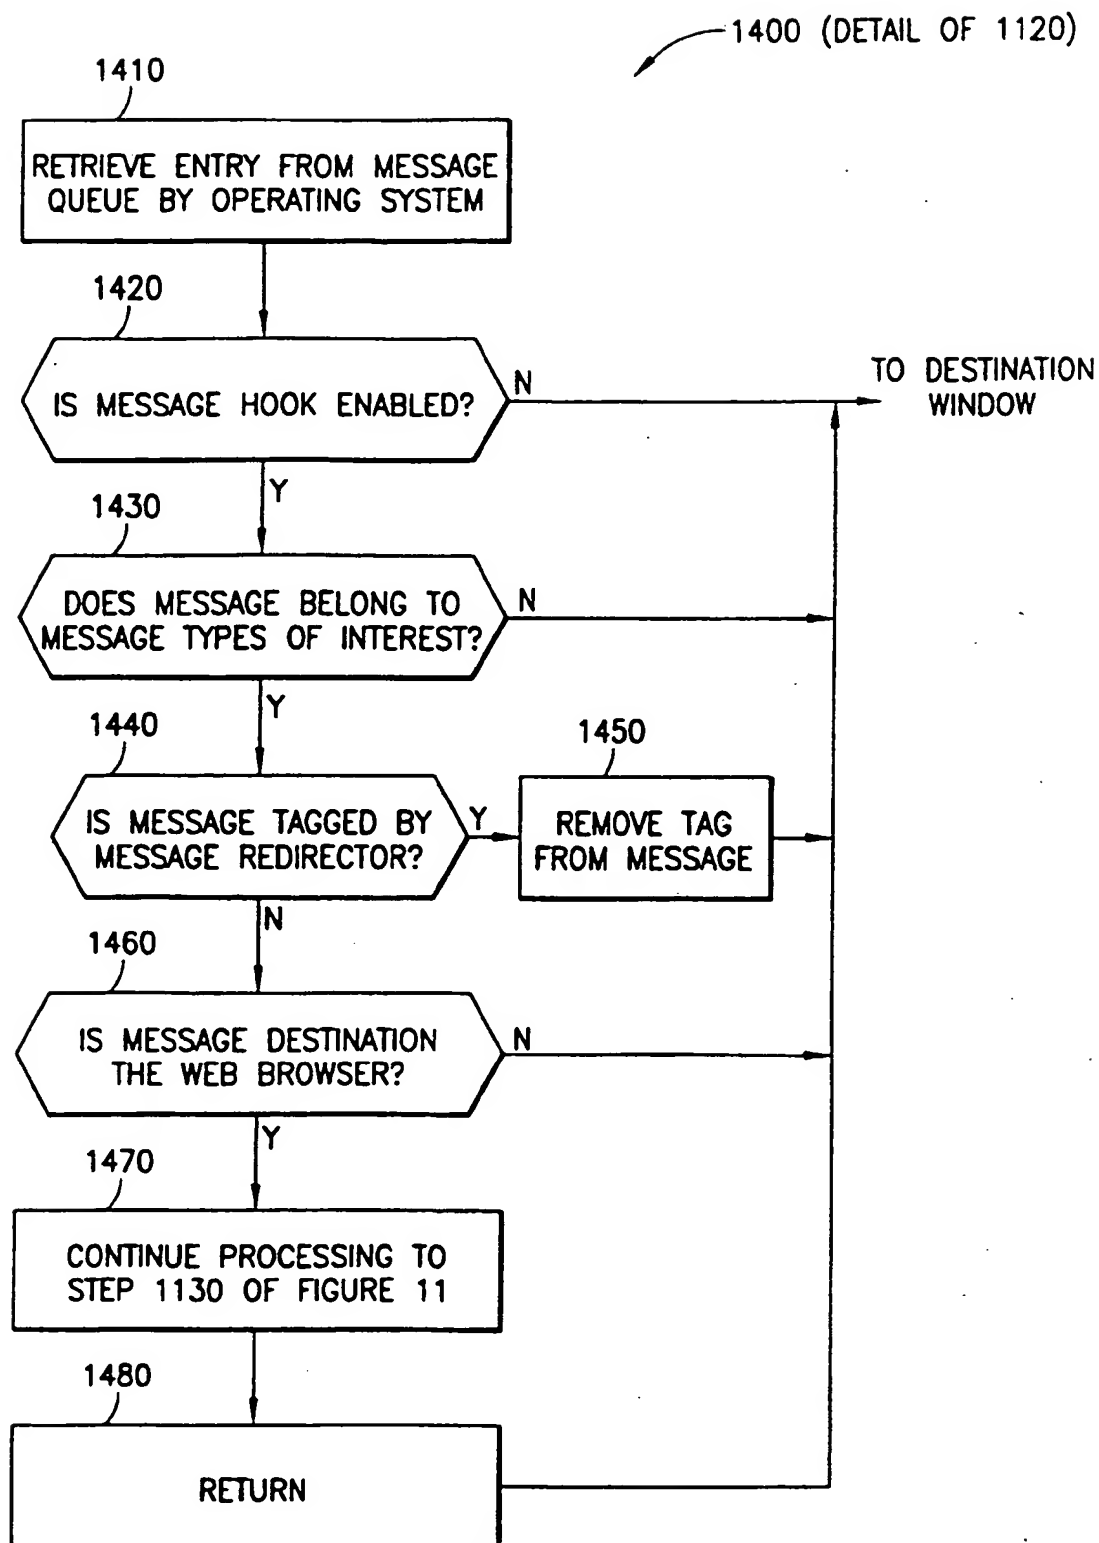 1400 (DETAIL OF 1120)
1410
RETRIEVE ENTRY FROM MESSAGE
QUEUE BY OPERATING SYSTEM
1420
IS MESSAGE HOOK ENABLED?
N
TO DESTINATION
WINDOW
Y
1430
DOES MESSAGE BELONG TO
MESSAGE TYPES OF INTEREST?
N
Y
1440
IS MESSAGE TAGGED BY
MESSAGE REDIRECTOR?
Y
1450
REMOVE TAG
FROM MESSAGE
N
1460
IS MESSAGE DESTINATION
THE WEB BROWSER?
N
Y
1470
CONTINUE PROCESSING TO
STEP 1130 OF FIGURE 11
1480
RETURN